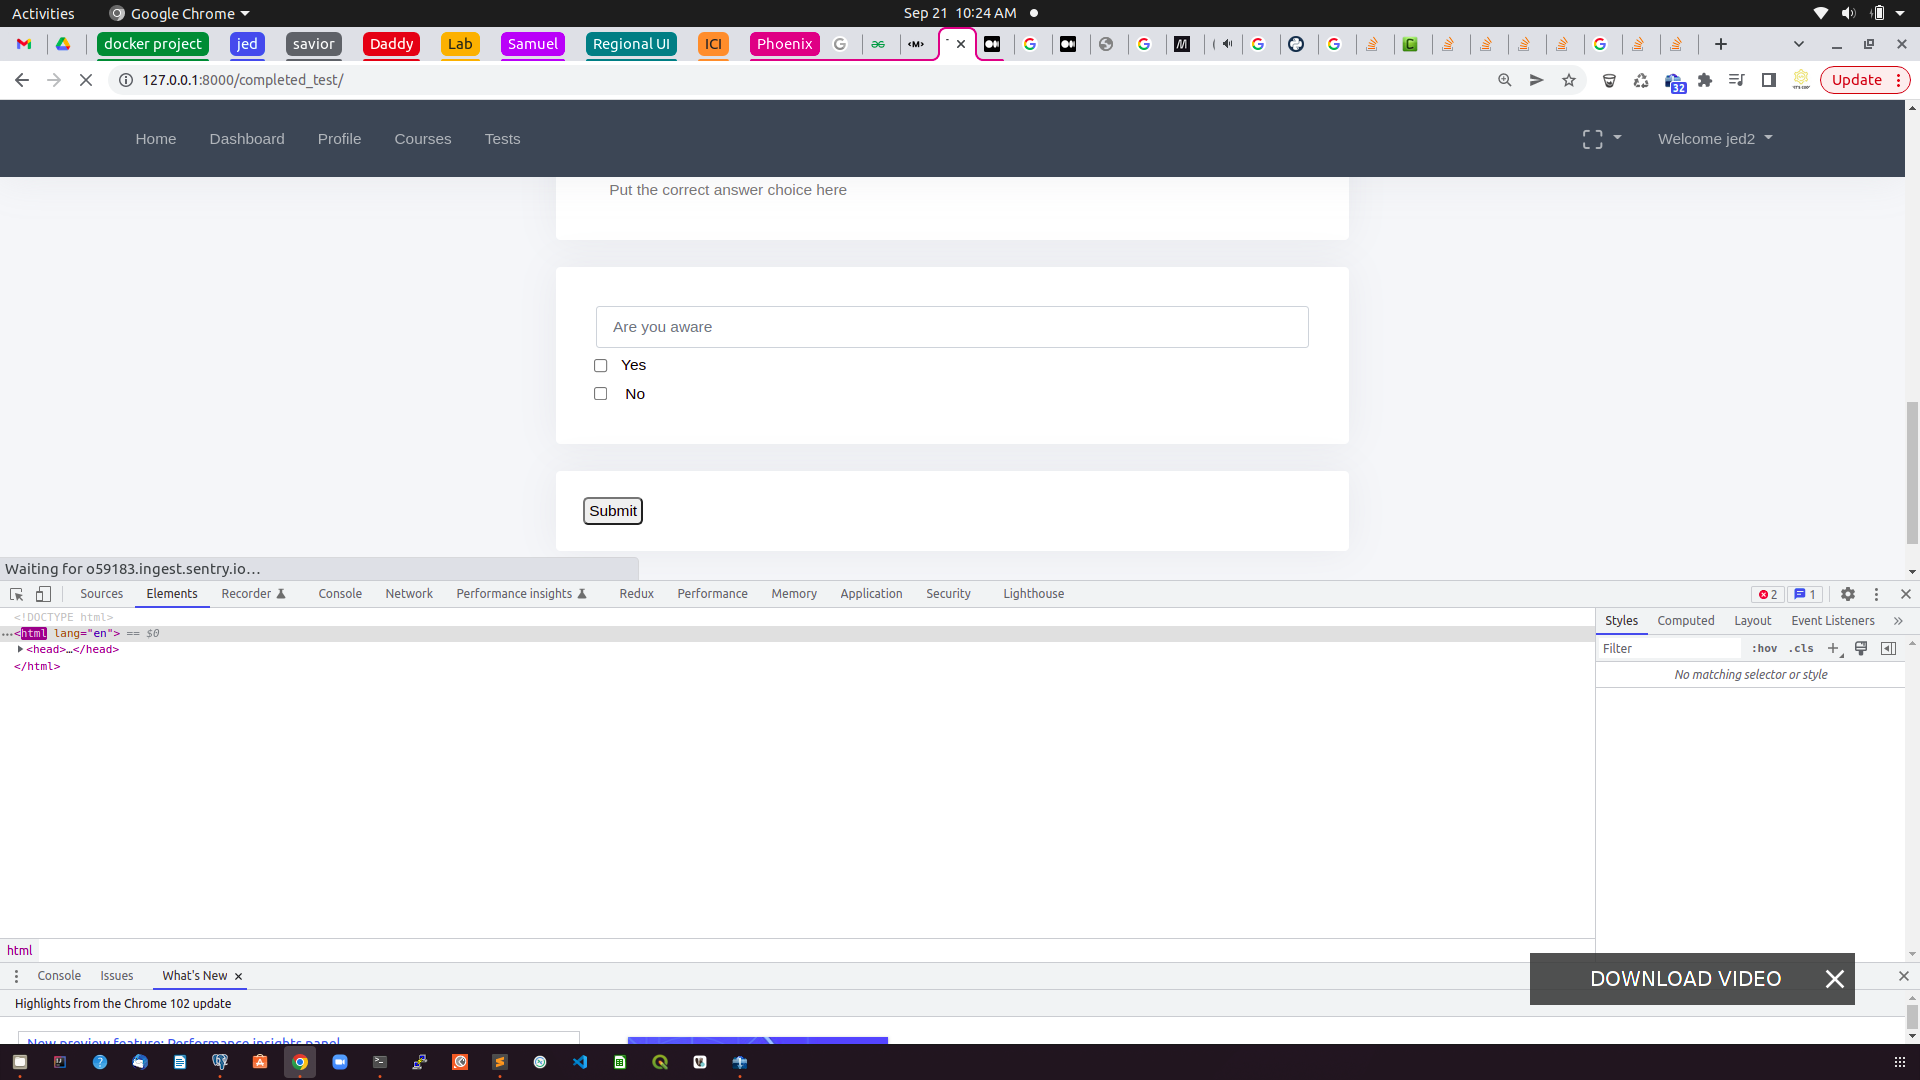 Activities Google Chrome Sep 21 10:24 AM
docker project jed savior Daddy Lab Samuel Regional UI ICI Phoenix
127.0.0.1:8000/completed_test/ 32 Update
Home Dashboard Profile Courses Tests Welcome jed2
Put the correct answer choice here
Are you aware
Yes
No
Submit
Waiting for o59183.ingest.sentry.io…
Sources Elements Recorder Console Network Performance insights Redux Performance Memory Application Security Lighthouse 2 1
<!DOCTYPE html>
<html lang="en"> == $0
<head>…</head>
</html>
Styles Computed Layout Event Listeners »
Filter :hov .cls
No matching selector or style
html
Console Issues What's New
DOWNLOAD VIDEO
Highlights from the Chrome 102 update
New preview feature: Performance insights panel